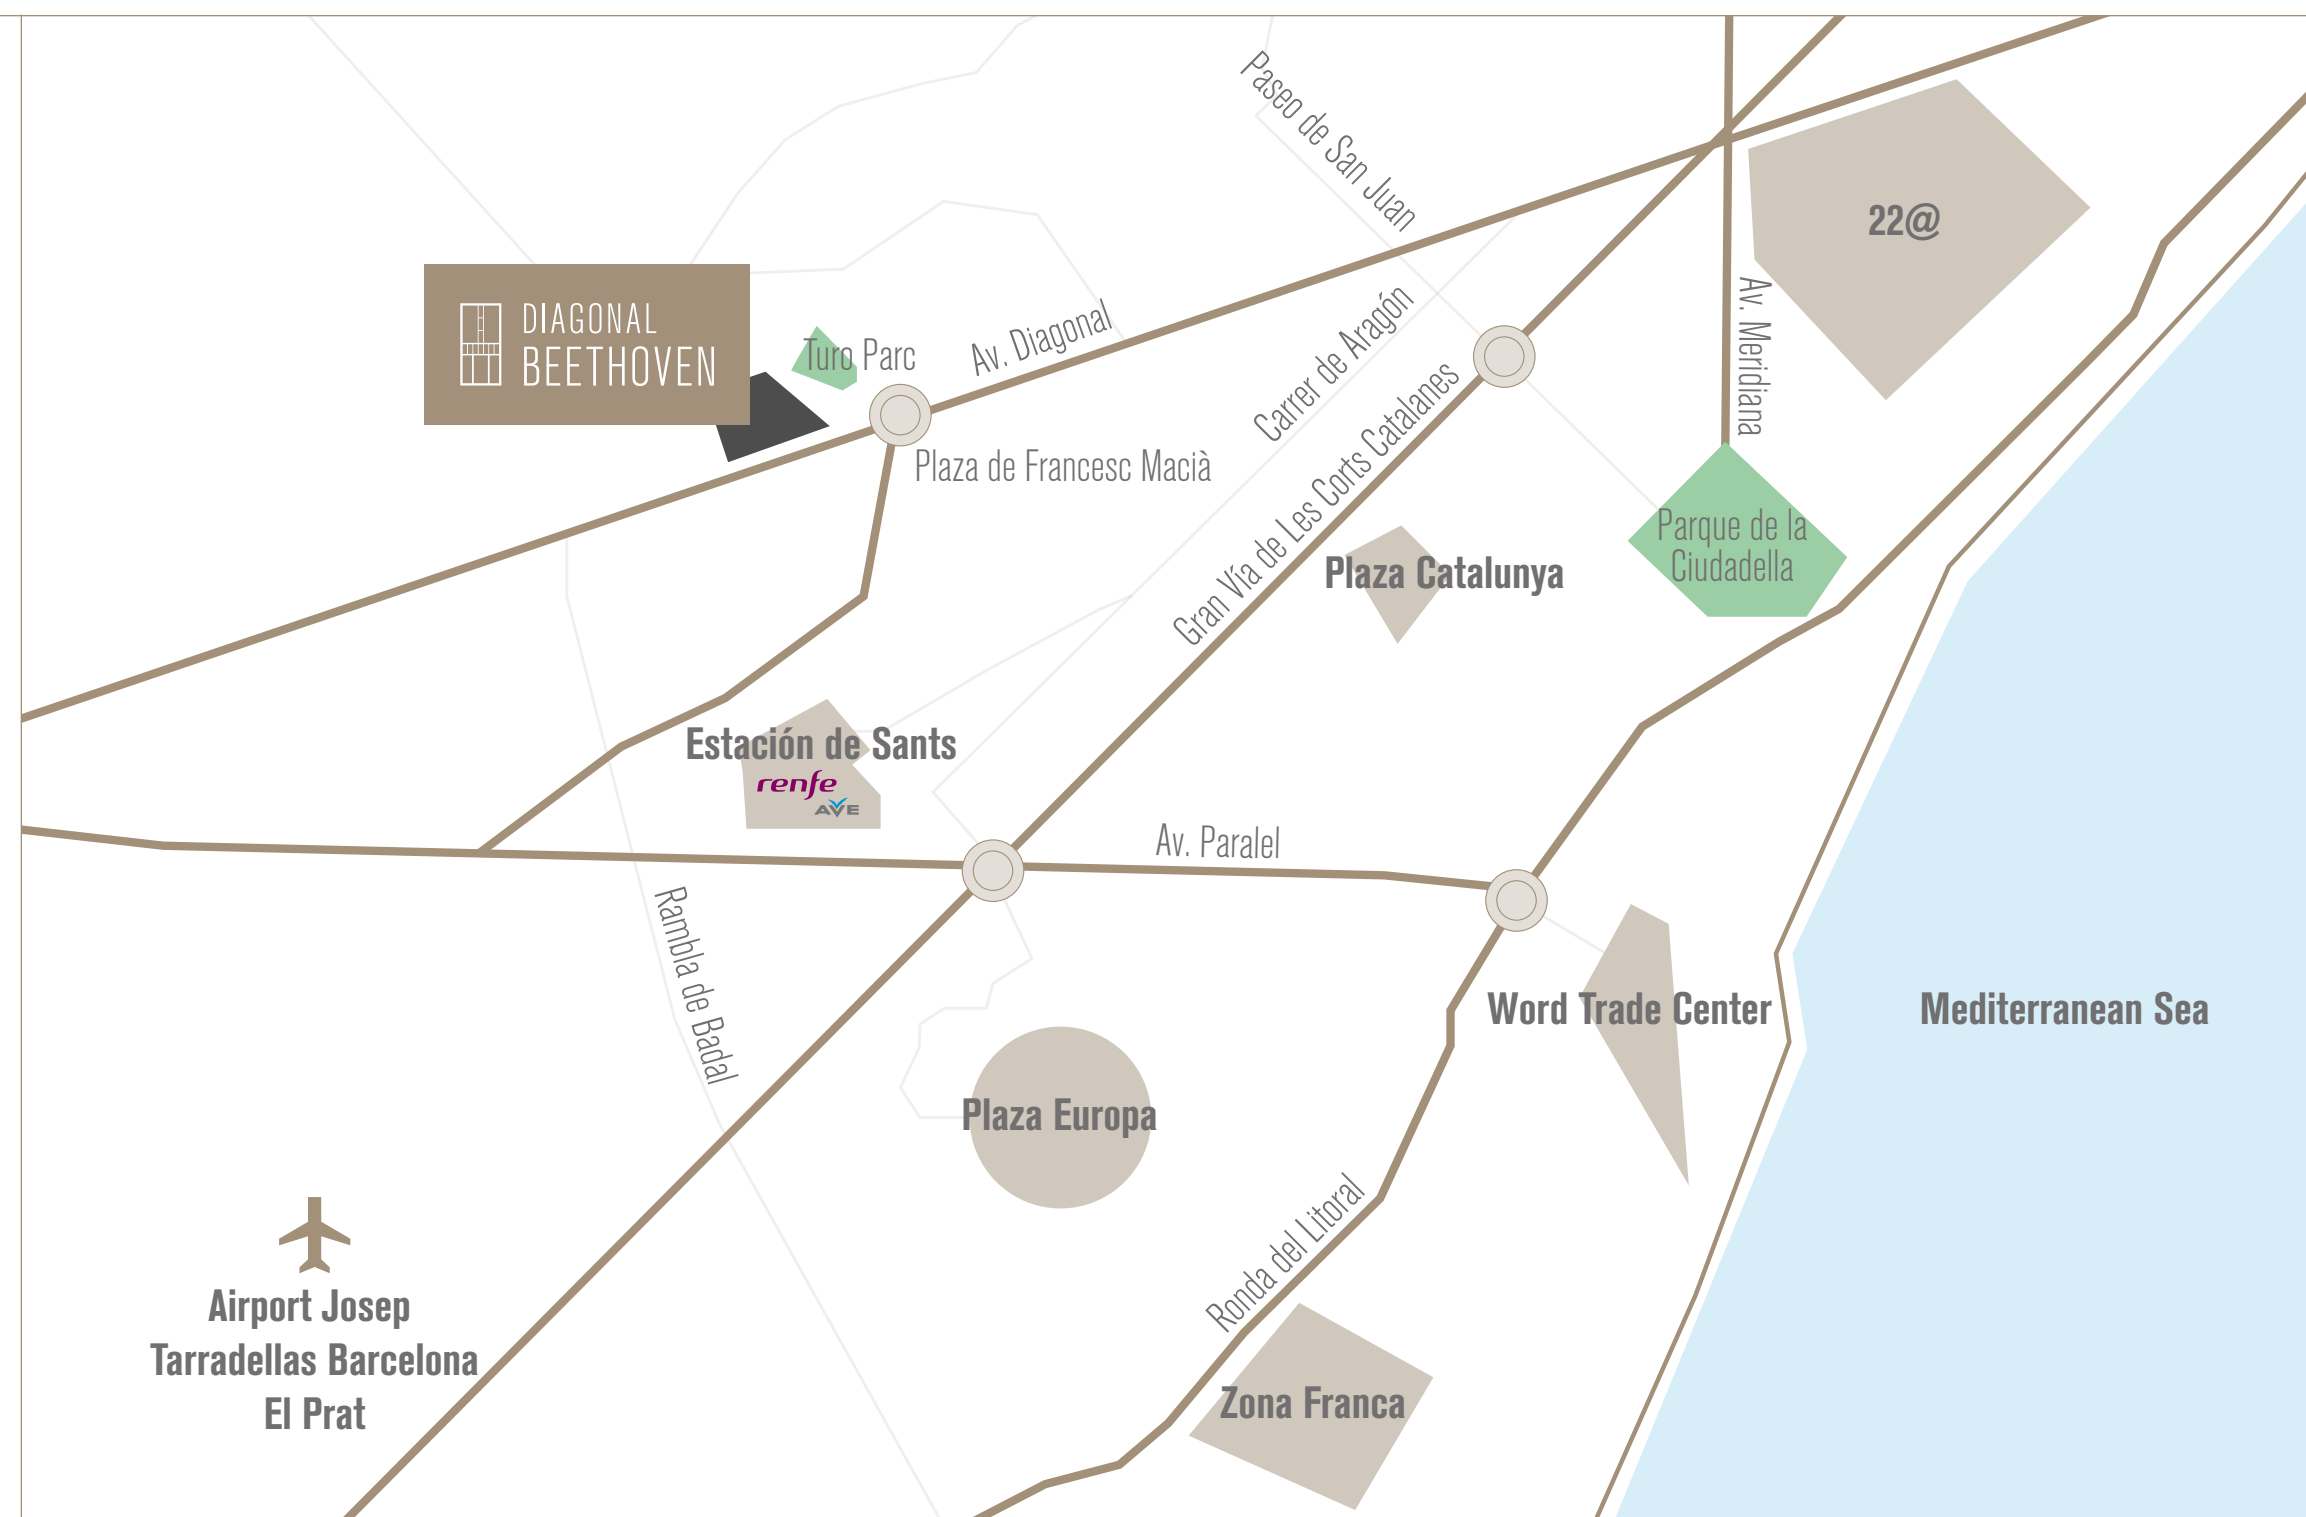 Paseo de San Juan
22@
DIAGONAL
BEETHOVEN
Turo Parc
Av. Diagonal
Carrer de Aragón
Av. Meridiana
Plaza de Francesc Macià
Gran Vía de Les Corts Catalanes
Parque de la
Ciudadella
Plaza Catalunya
Estación de Sants
renfe
AVE
Av. Paralel
Rambla de Badal
Word Trade Center
Mediterranean Sea
Plaza Europa
Ronda del Litoral
Airport Josep
Tarradellas Barcelona
El Prat
Zona Franca